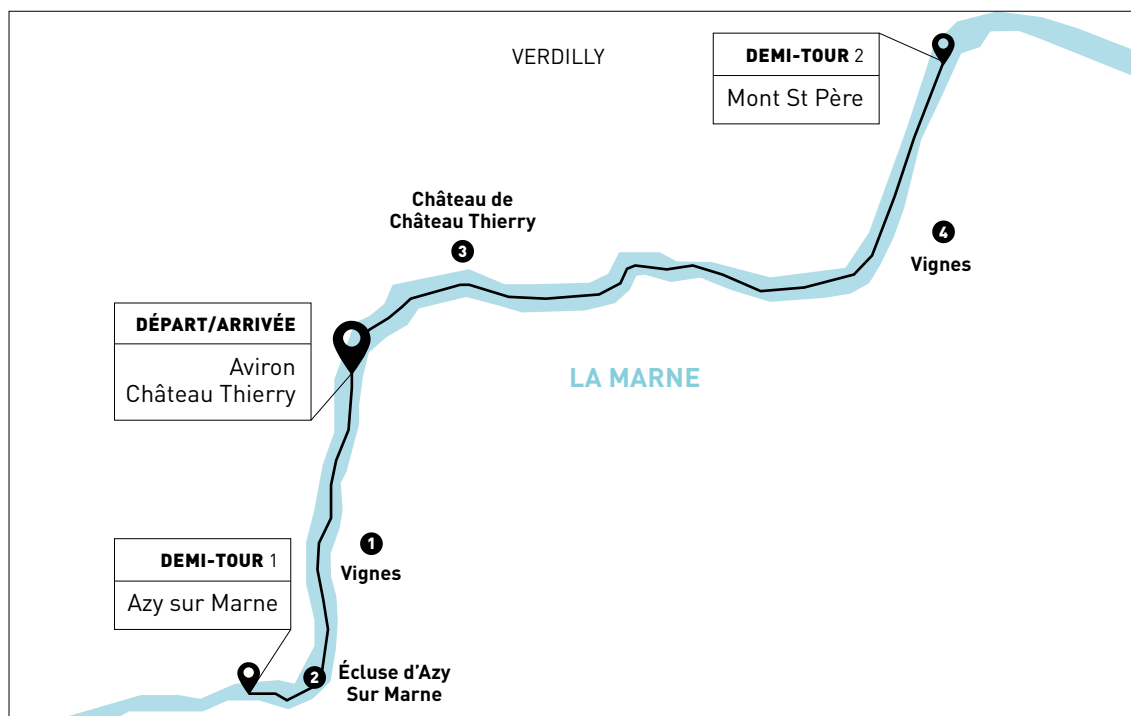 VERDILLY
DEMI-TOUR 2
Mont St Père
Château de
Château Thierry
3
4
Vignes
DÉPART/ARRIVÉE
Aviron
Château Thierry
LA MARNE
1
Vignes
DEMI-TOUR 1
Azy sur Marne
2
Écluse d’Azy
Sur Marne